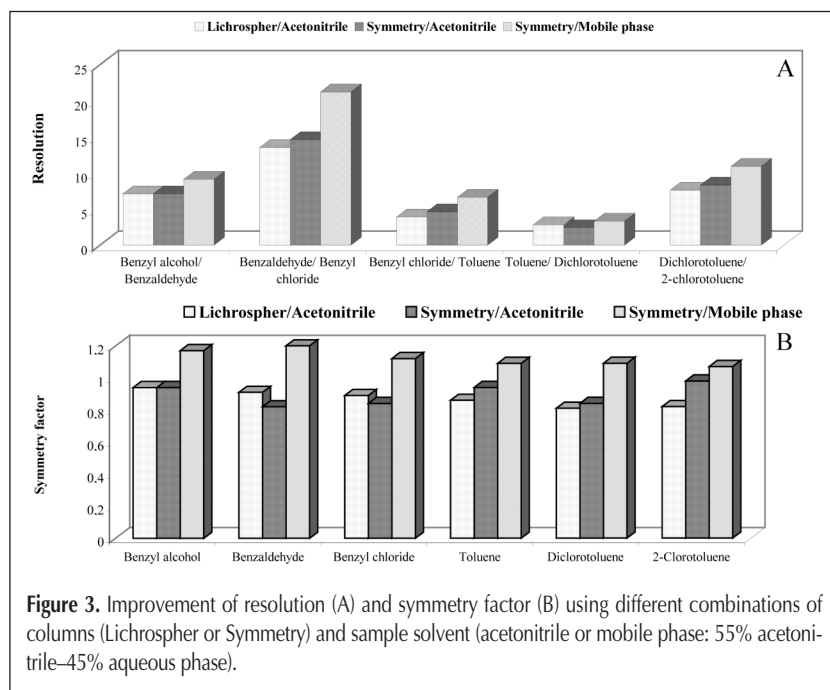 Lichrospher/Acetonitrile Symmetry/Acetonitrile Symmetry/Mobile phase
A
25
20
15
10
5
0
Resolution
Benzyl alcohol/ Benzaldehyde/ Benzyl Benzyl chloride/ Toluene Toluene/ Dichlorotoluene Dichlorotoluene/
Benzaldehyde chloride 2-chlorotoluene
Lichrospher/Acetonitrile Symmetry/Acetonitrile Symmetry/Mobile phase
B
1.2
1
0.8
0.6
0.4
0.2
0
Symmetry factor
Benzyl alcohol Benzaldehyde Benzyl chloride Toluene Diclorotoluene 2-Clorotoluene
Figure 3. Improvement of resolution (A) and symmetry factor (B) using different combinations of
columns (Lichrospher or Symmetry) and sample solvent (acetonitrile or mobile phase: 55% acetoni-
trile–45% aqueous phase).